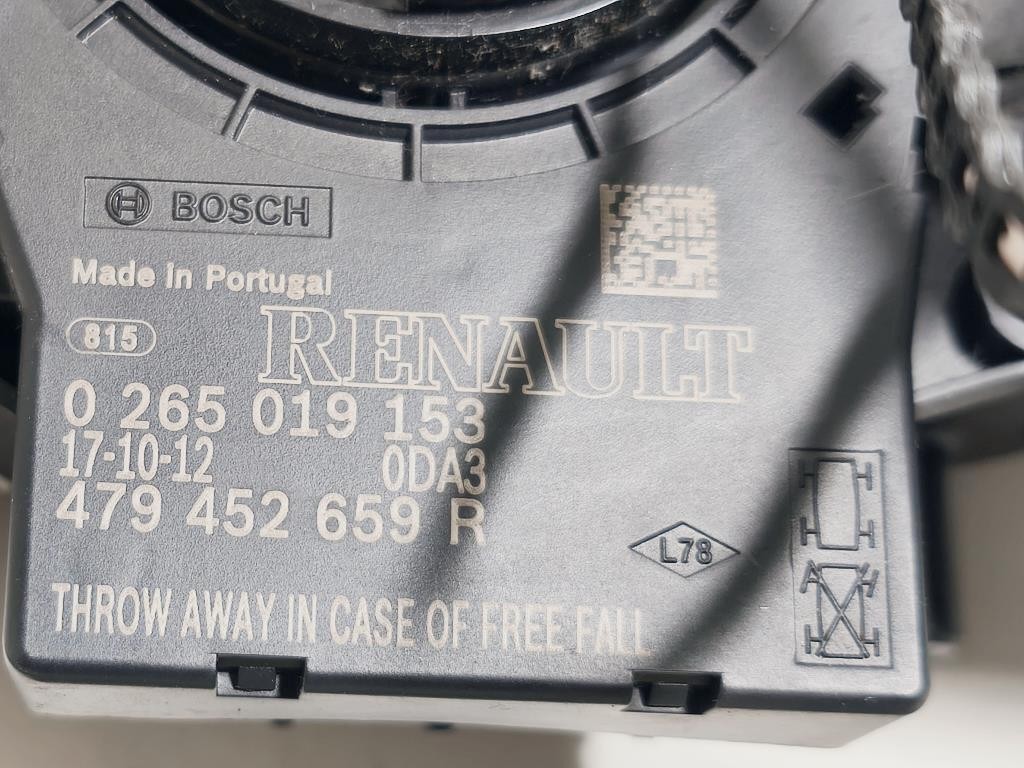 BOSCH
Made in Portugal
815
RENAULT
0 265 019 153
17-10-12 0DA3
479 452 659 R
L78
THROW AWAY IN CASE OF FREE FALL